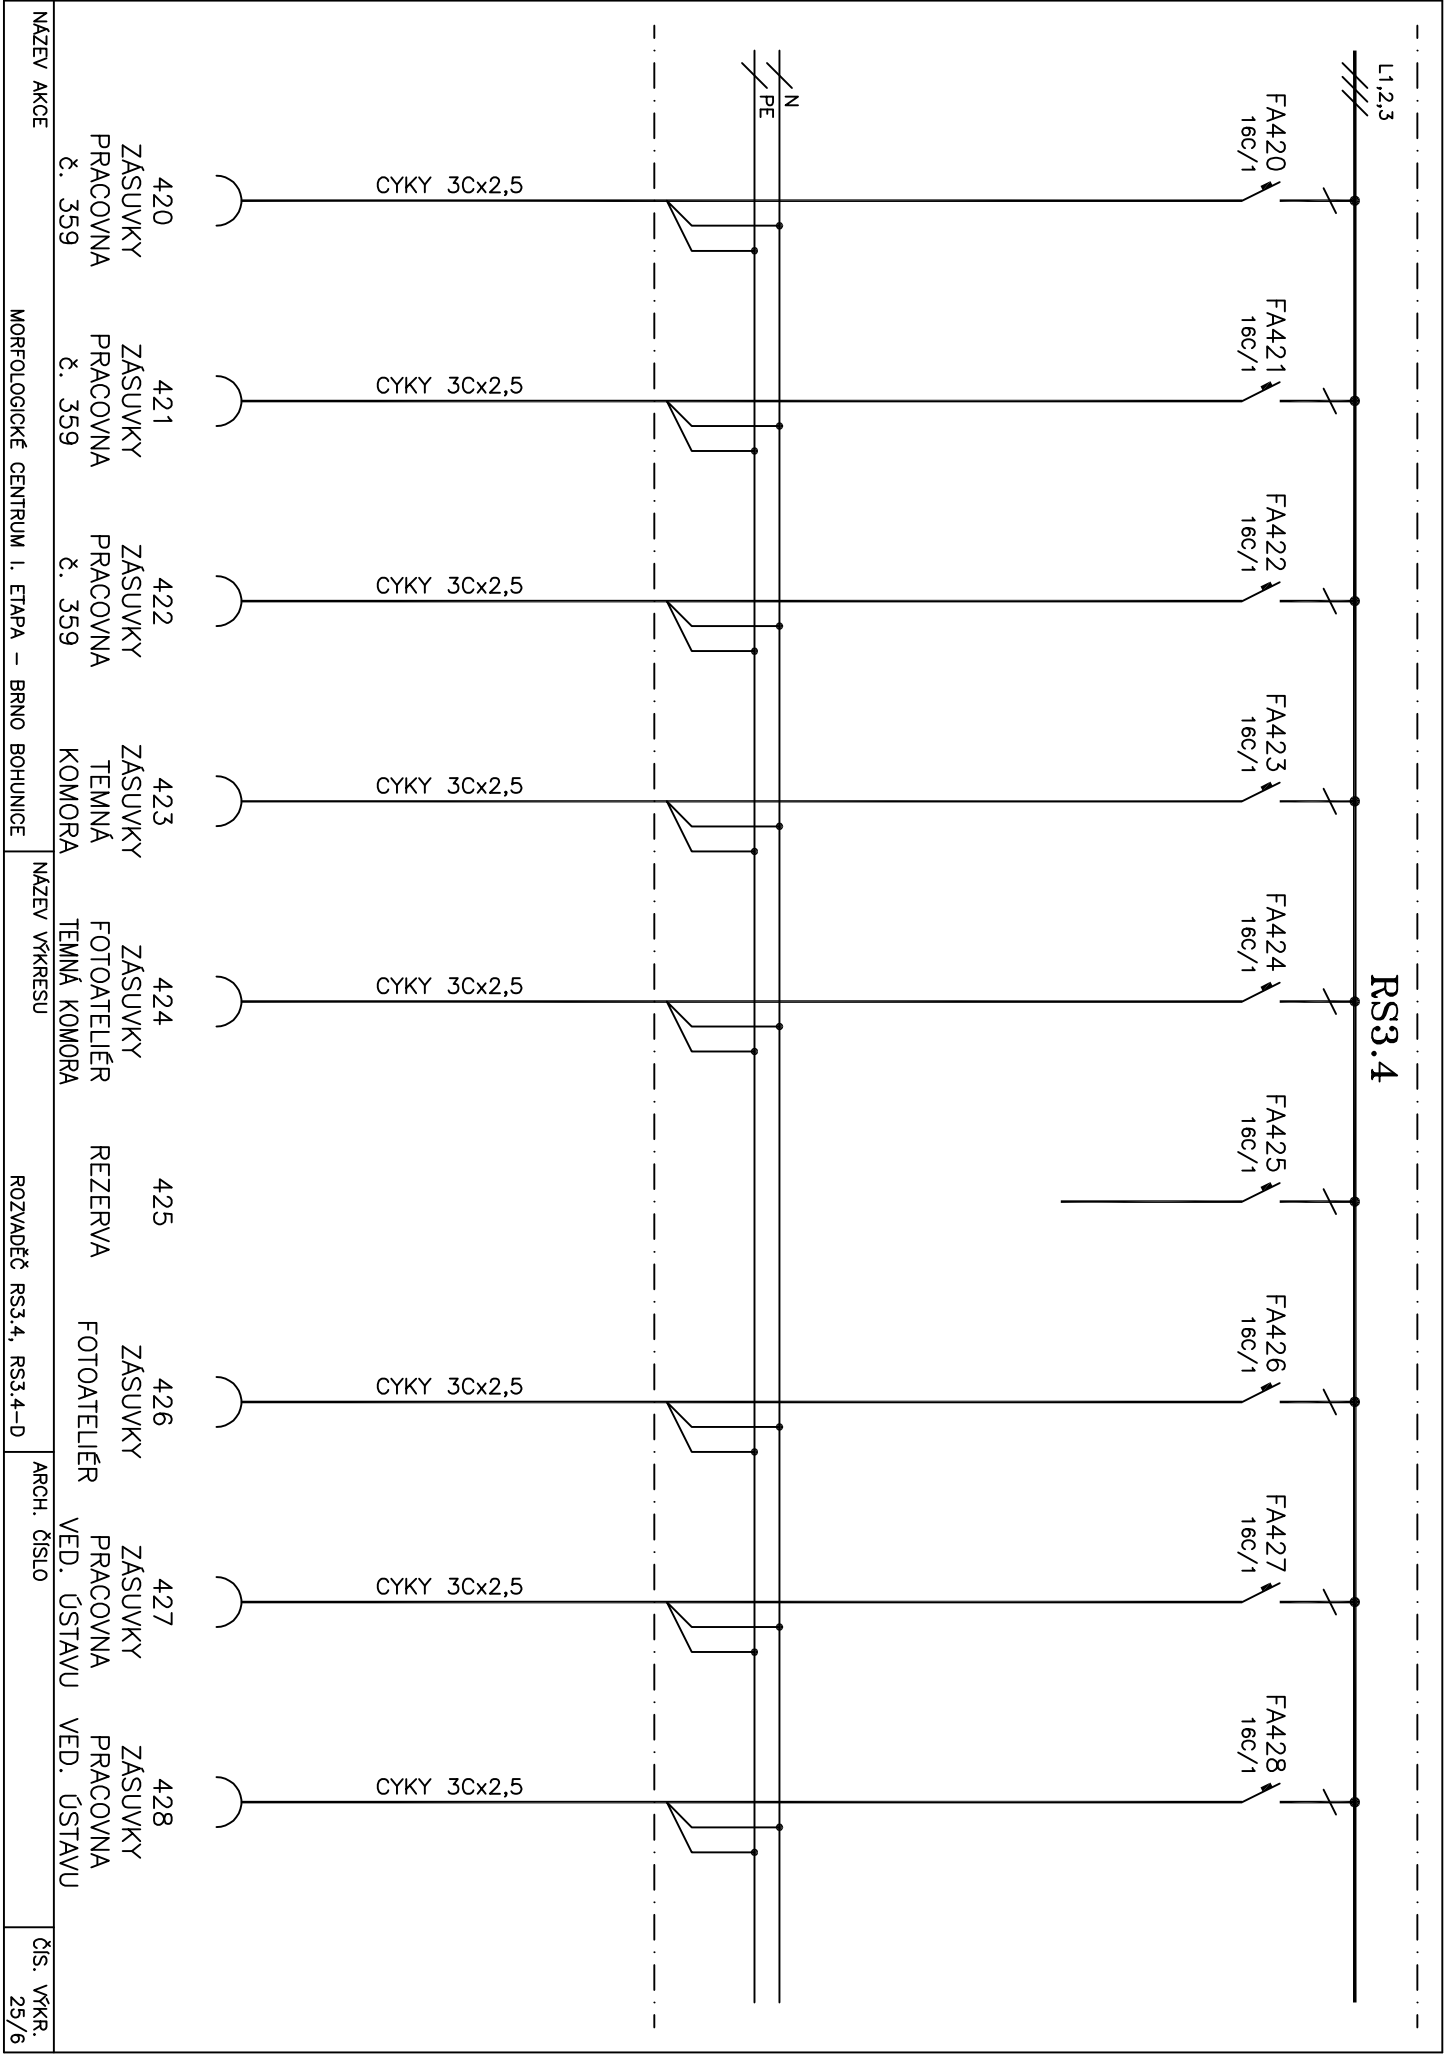 RS3.4
L1,2,3
FA420
16C/1
FA421
16C/1
FA422
16C/1
FA423
16C/1
FA424
16C/1
FA425
16C/1
FA426
16C/1
FA427
16C/1
FA428
16C/1
N
PE
CYKY 3Cx2,5
CYKY 3Cx2,5
CYKY 3Cx2,5
CYKY 3Cx2,5
CYKY 3Cx2,5
CYKY 3Cx2,5
CYKY 3Cx2,5
CYKY 3Cx2,5
420
ZÁSUVKY
PRACOVNA
č. 359
421
ZÁSUVKY
PRACOVNA
č. 359
422
ZÁSUVKY
PRACOVNA
č. 359
423
ZÁSUVKY
TEMNÁ
KOMORA
424
ZÁSUVKY
FOTOATELIÉR
TEMNÁ KOMORA
425
REZERVA
426
ZÁSUVKY
FOTOATELIÉR
427
ZÁSUVKY
PRACOVNA
VED. ÚSTAVU
428
ZÁSUVKY
PRACOVNA
VED. ÚSTAVU
NÁZEV AKCE
MORFOLOGICKÉ CENTRUM I. ETAPA – BRNO BOHUNICE
NÁZEV VÝKRESU
ROZVADĚČ RS3.4, RS3.4–D
ARCH. ČÍSLO
ČÍS. VÝKR.
25/6